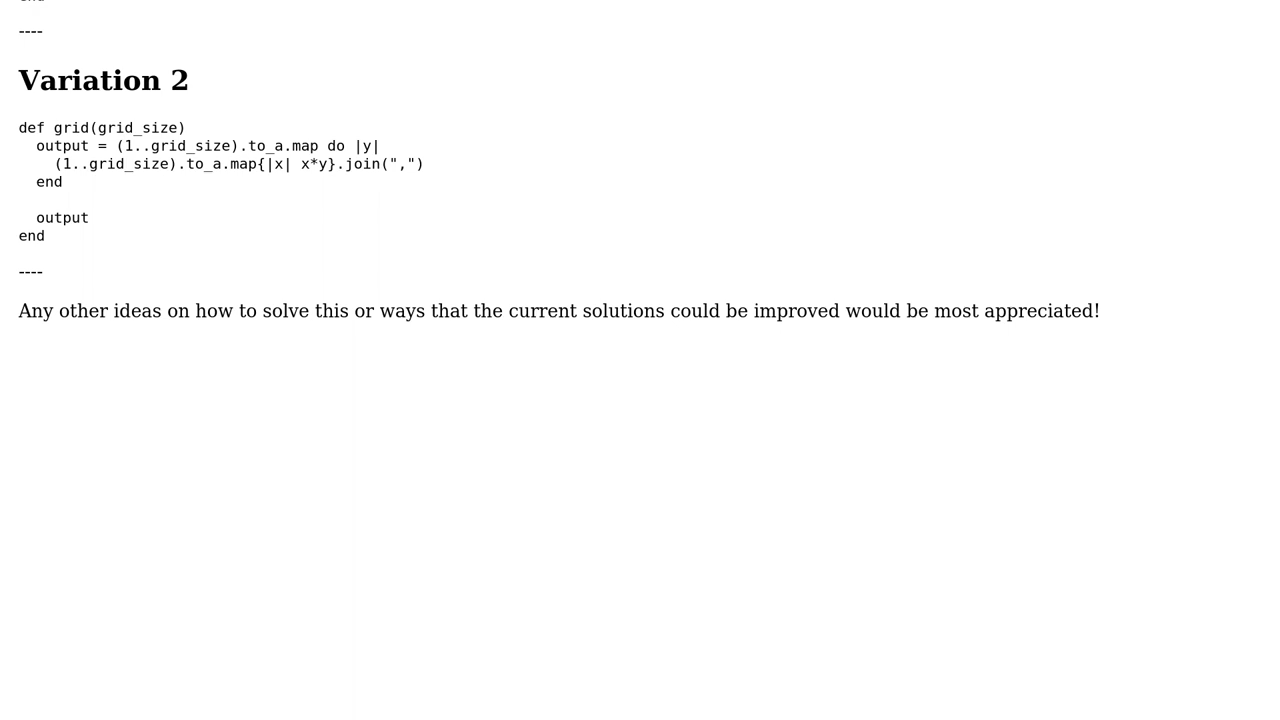 ----
Variation 2
def grid(grid_size)
  output = (1..grid_size).to_a.map do |y|
    (1..grid_size).to_a.map{|x| x*y}.join(",")
  end

  output
end
----
Any other ideas on how to solve this or ways that the current solutions could be improved would be most appreciated!